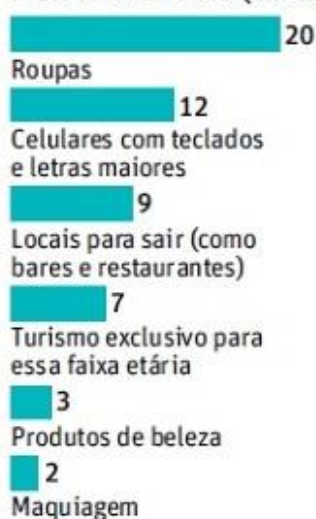 20
Roupas
12
Celulares com teclados
e letras maiores
9
Locais para sair (como
bares e restaurantes)
7
Turismo exclusivo para
essa faixa etária
3
Produtos de beleza
2
Maquiagem